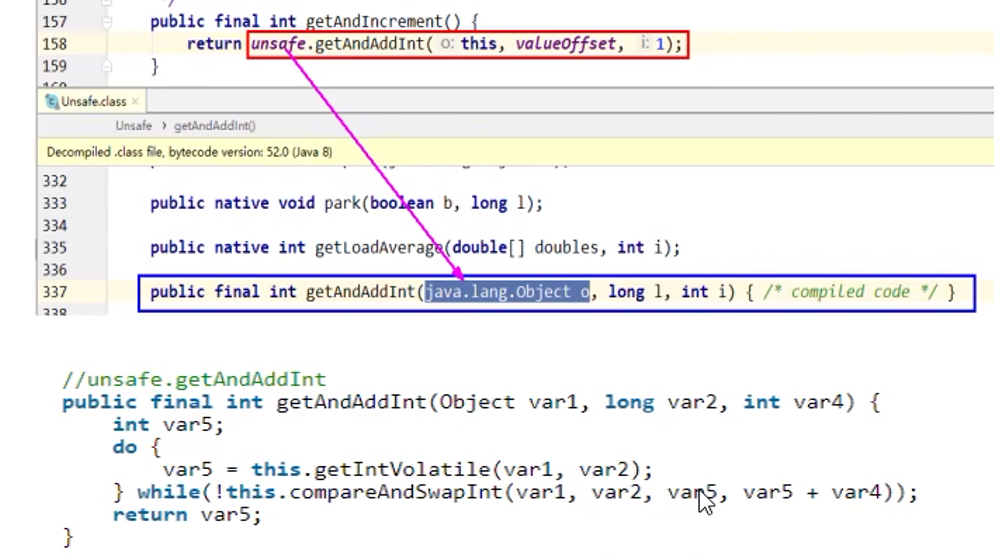 156 */
157 public final int getAndIncrement() {
158 return unsafe.getAndAddInt( o: this, valueOffset, i: 1);
159 }
Unsafe.class ×
Unsafe › getAndAddInt()
Decompiled .class file, bytecode version: 52.0 (Java 8)
332
333 public native void park(boolean b, long l);
334
335 public native int getLoadAverage(double[] doubles, int i);
336
337 public final int getAndAddInt(java.lang.Object o, long l, int i) { /* compiled code */ }
338
//unsafe.getAndAddInt
public final int getAndAddInt(Object var1, long var2, int var4) {
int var5;
do {
var5 = this.getIntVolatile(var1, var2);
} while(!this.compareAndSwapInt(var1, var2, var5, var5 + var4));
return var5;
}